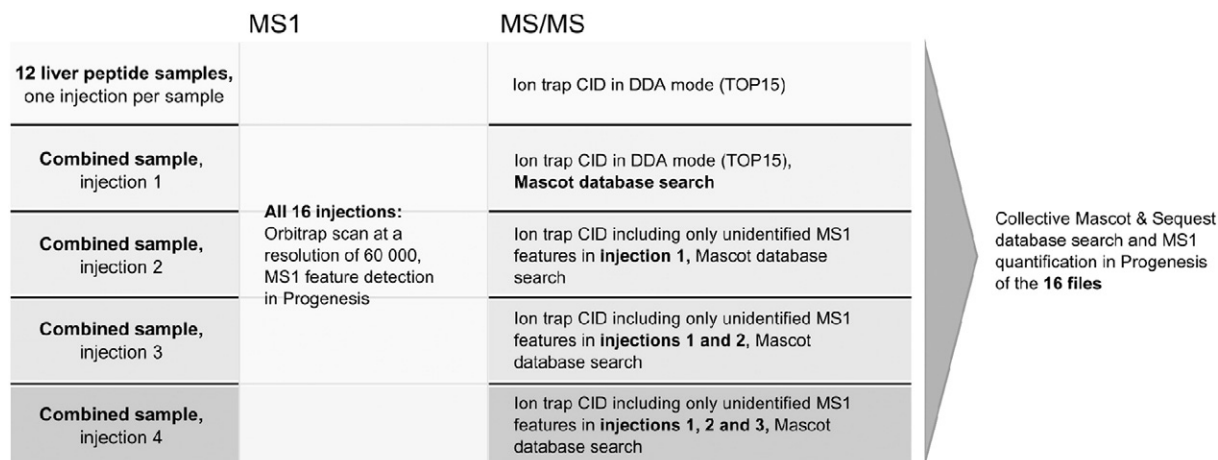 MS1
MS/MS
12 liver peptide samples,
one injection per sample
Ion trap CID in DDA mode (TOP15)
Combined sample,
injection 1
Ion trap CID in DDA mode (TOP15),
Mascot database search
All 16 injections:
Orbitrap scan at a
resolution of 60 000,
MS1 feature detection
in Progenesis
Combined sample,
injection 2
Ion trap CID including only unidentified MS1
features in injection 1, Mascot database
search
Combined sample,
injection 3
Ion trap CID including only unidentified MS1
features in injections 1 and 2, Mascot
database search
Combined sample,
injection 4
Ion trap CID including only unidentified MS1
features in injections 1, 2 and 3, Mascot
database search
Collective Mascot & Sequest
database search and MS1
quantification in Progenesis
of the 16 files